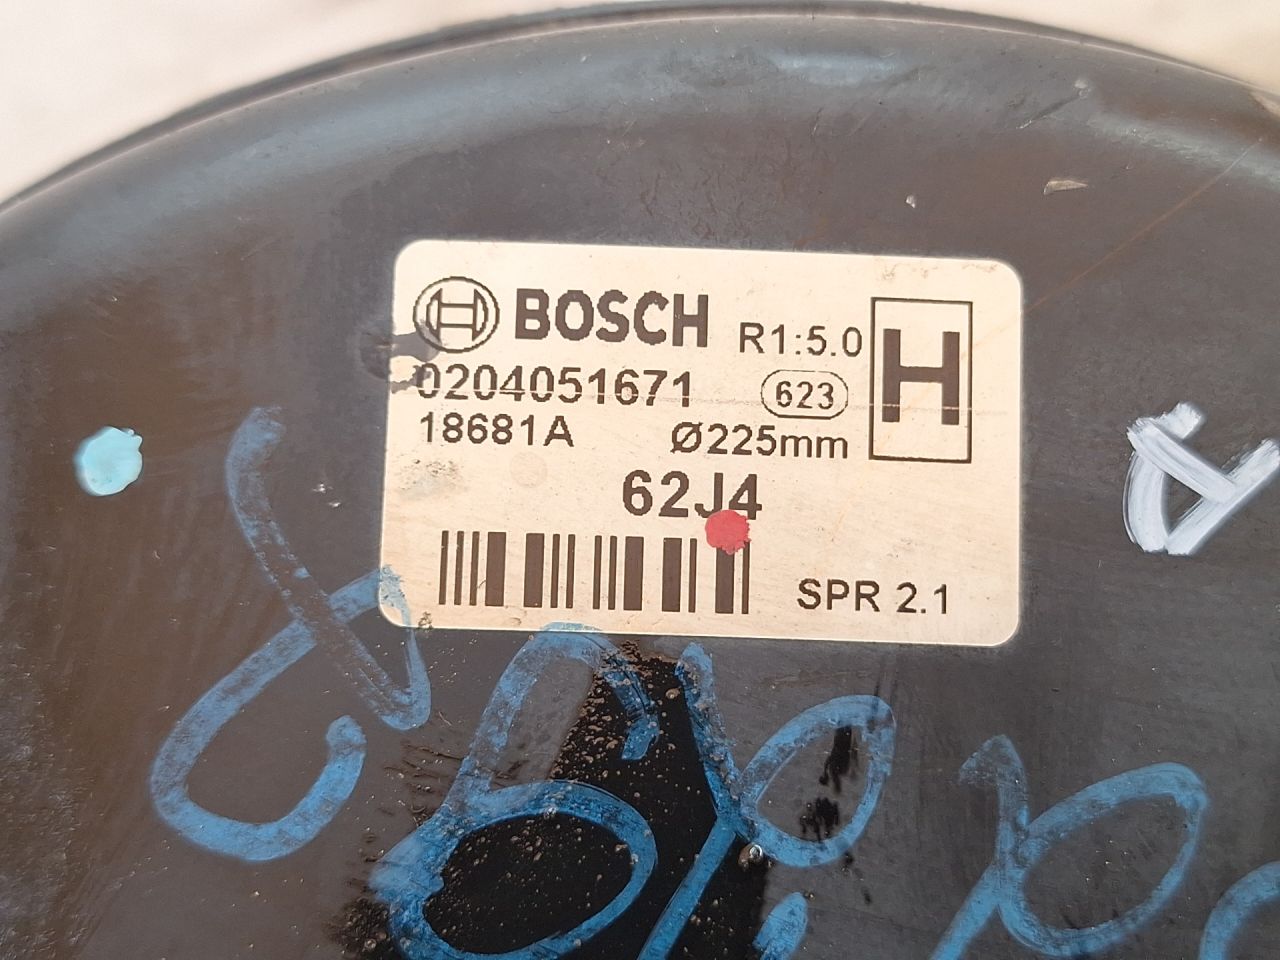 BOSCH R1:5.0 H
0204051671 623
18681A Ø225mm
62J4
SPR 2.1